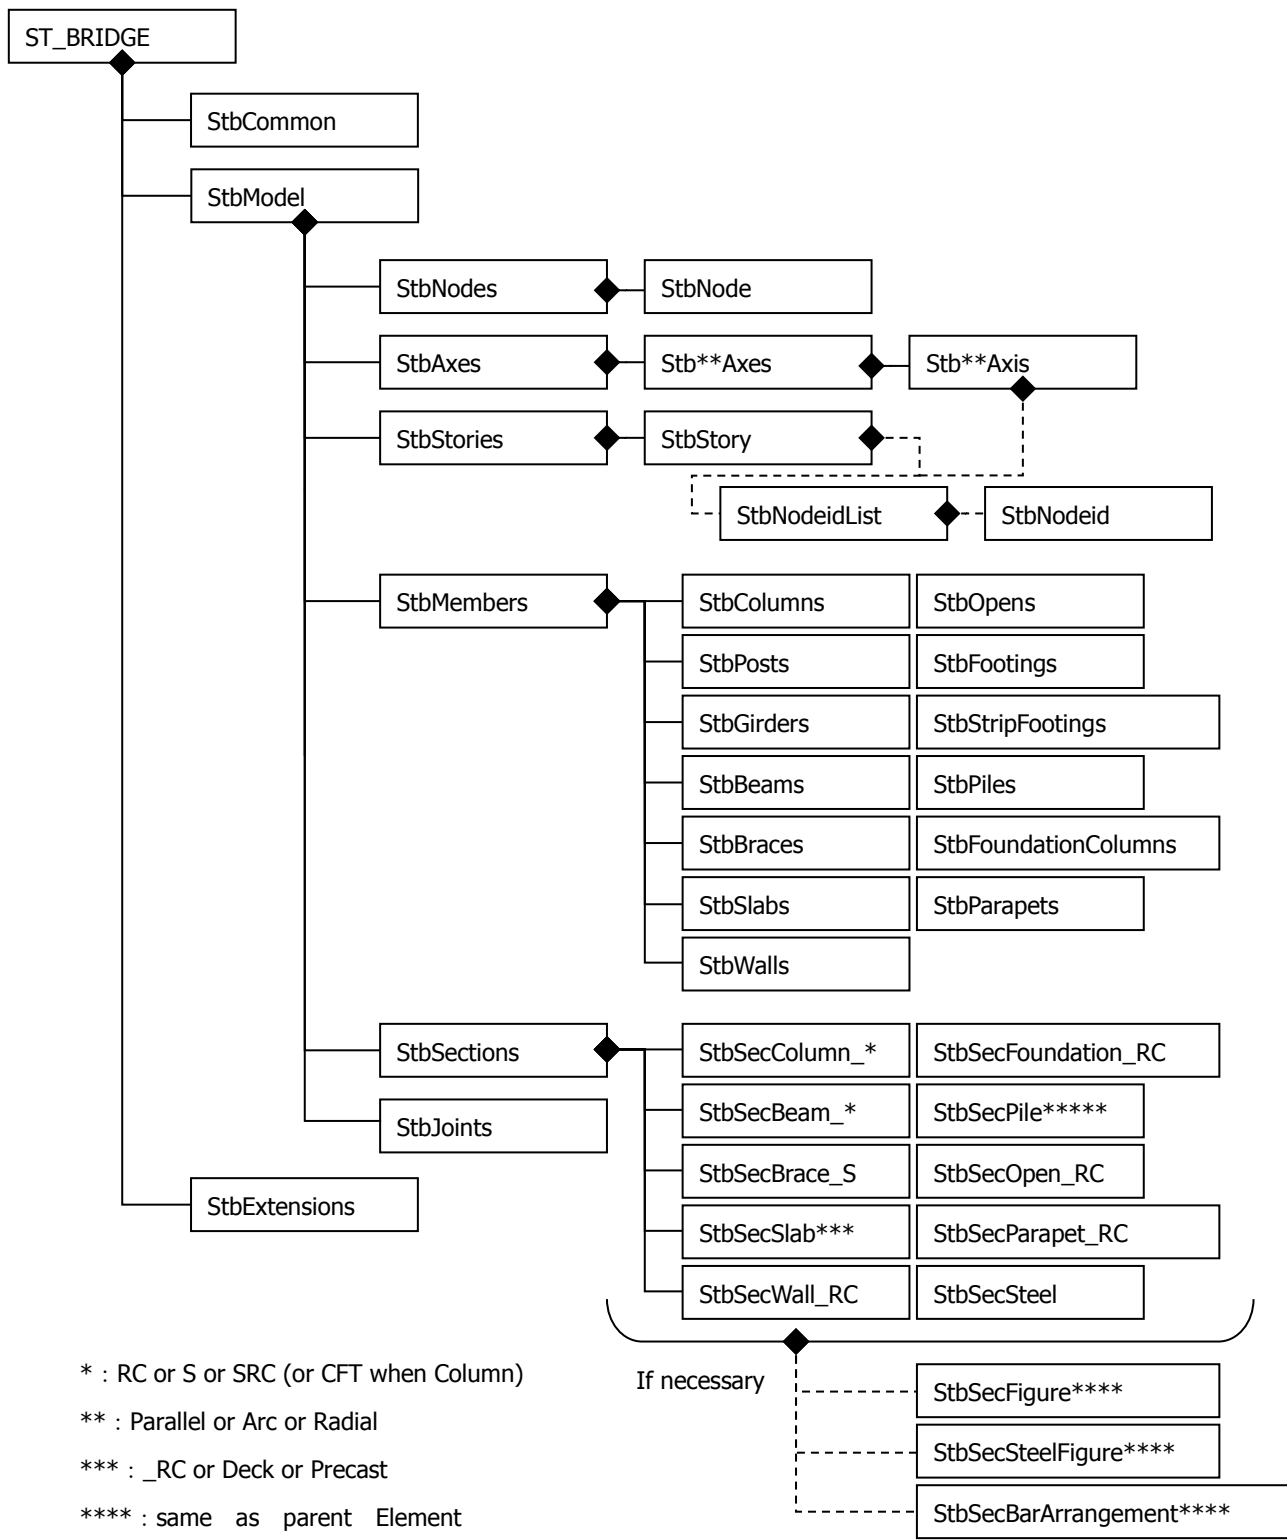 ST_BRIDGE
StbCommon
StbModel
StbNodes
StbNode
StbAxes
Stb**Axes
Stb**Axis
StbStories
StbStory
StbNodeidList
StbNodeid
StbMembers
StbColumns
StbOpens
StbPosts
StbFootings
StbGirders
StbStripFootings
StbBeams
StbPiles
StbBraces
StbFoundationColumns
StbSlabs
StbParapets
StbWalls
StbSections
StbSecColumn_*
StbSecFoundation_RC
StbJoints
StbSecBeam_*
StbSecPile*****
StbSecBrace_S
StbSecOpen_RC
StbExtensions
StbSecSlab***
StbSecParapet_RC
StbSecWall_RC
StbSecSteel
If necessary
StbSecFigure****
StbSecSteelFigure****
StbSecBarArrangement****
* : RC or S or SRC (or CFT when Column)
** : Parallel or Arc or Radial
*** : _RC or Deck or Precast
**** : same as parent Element